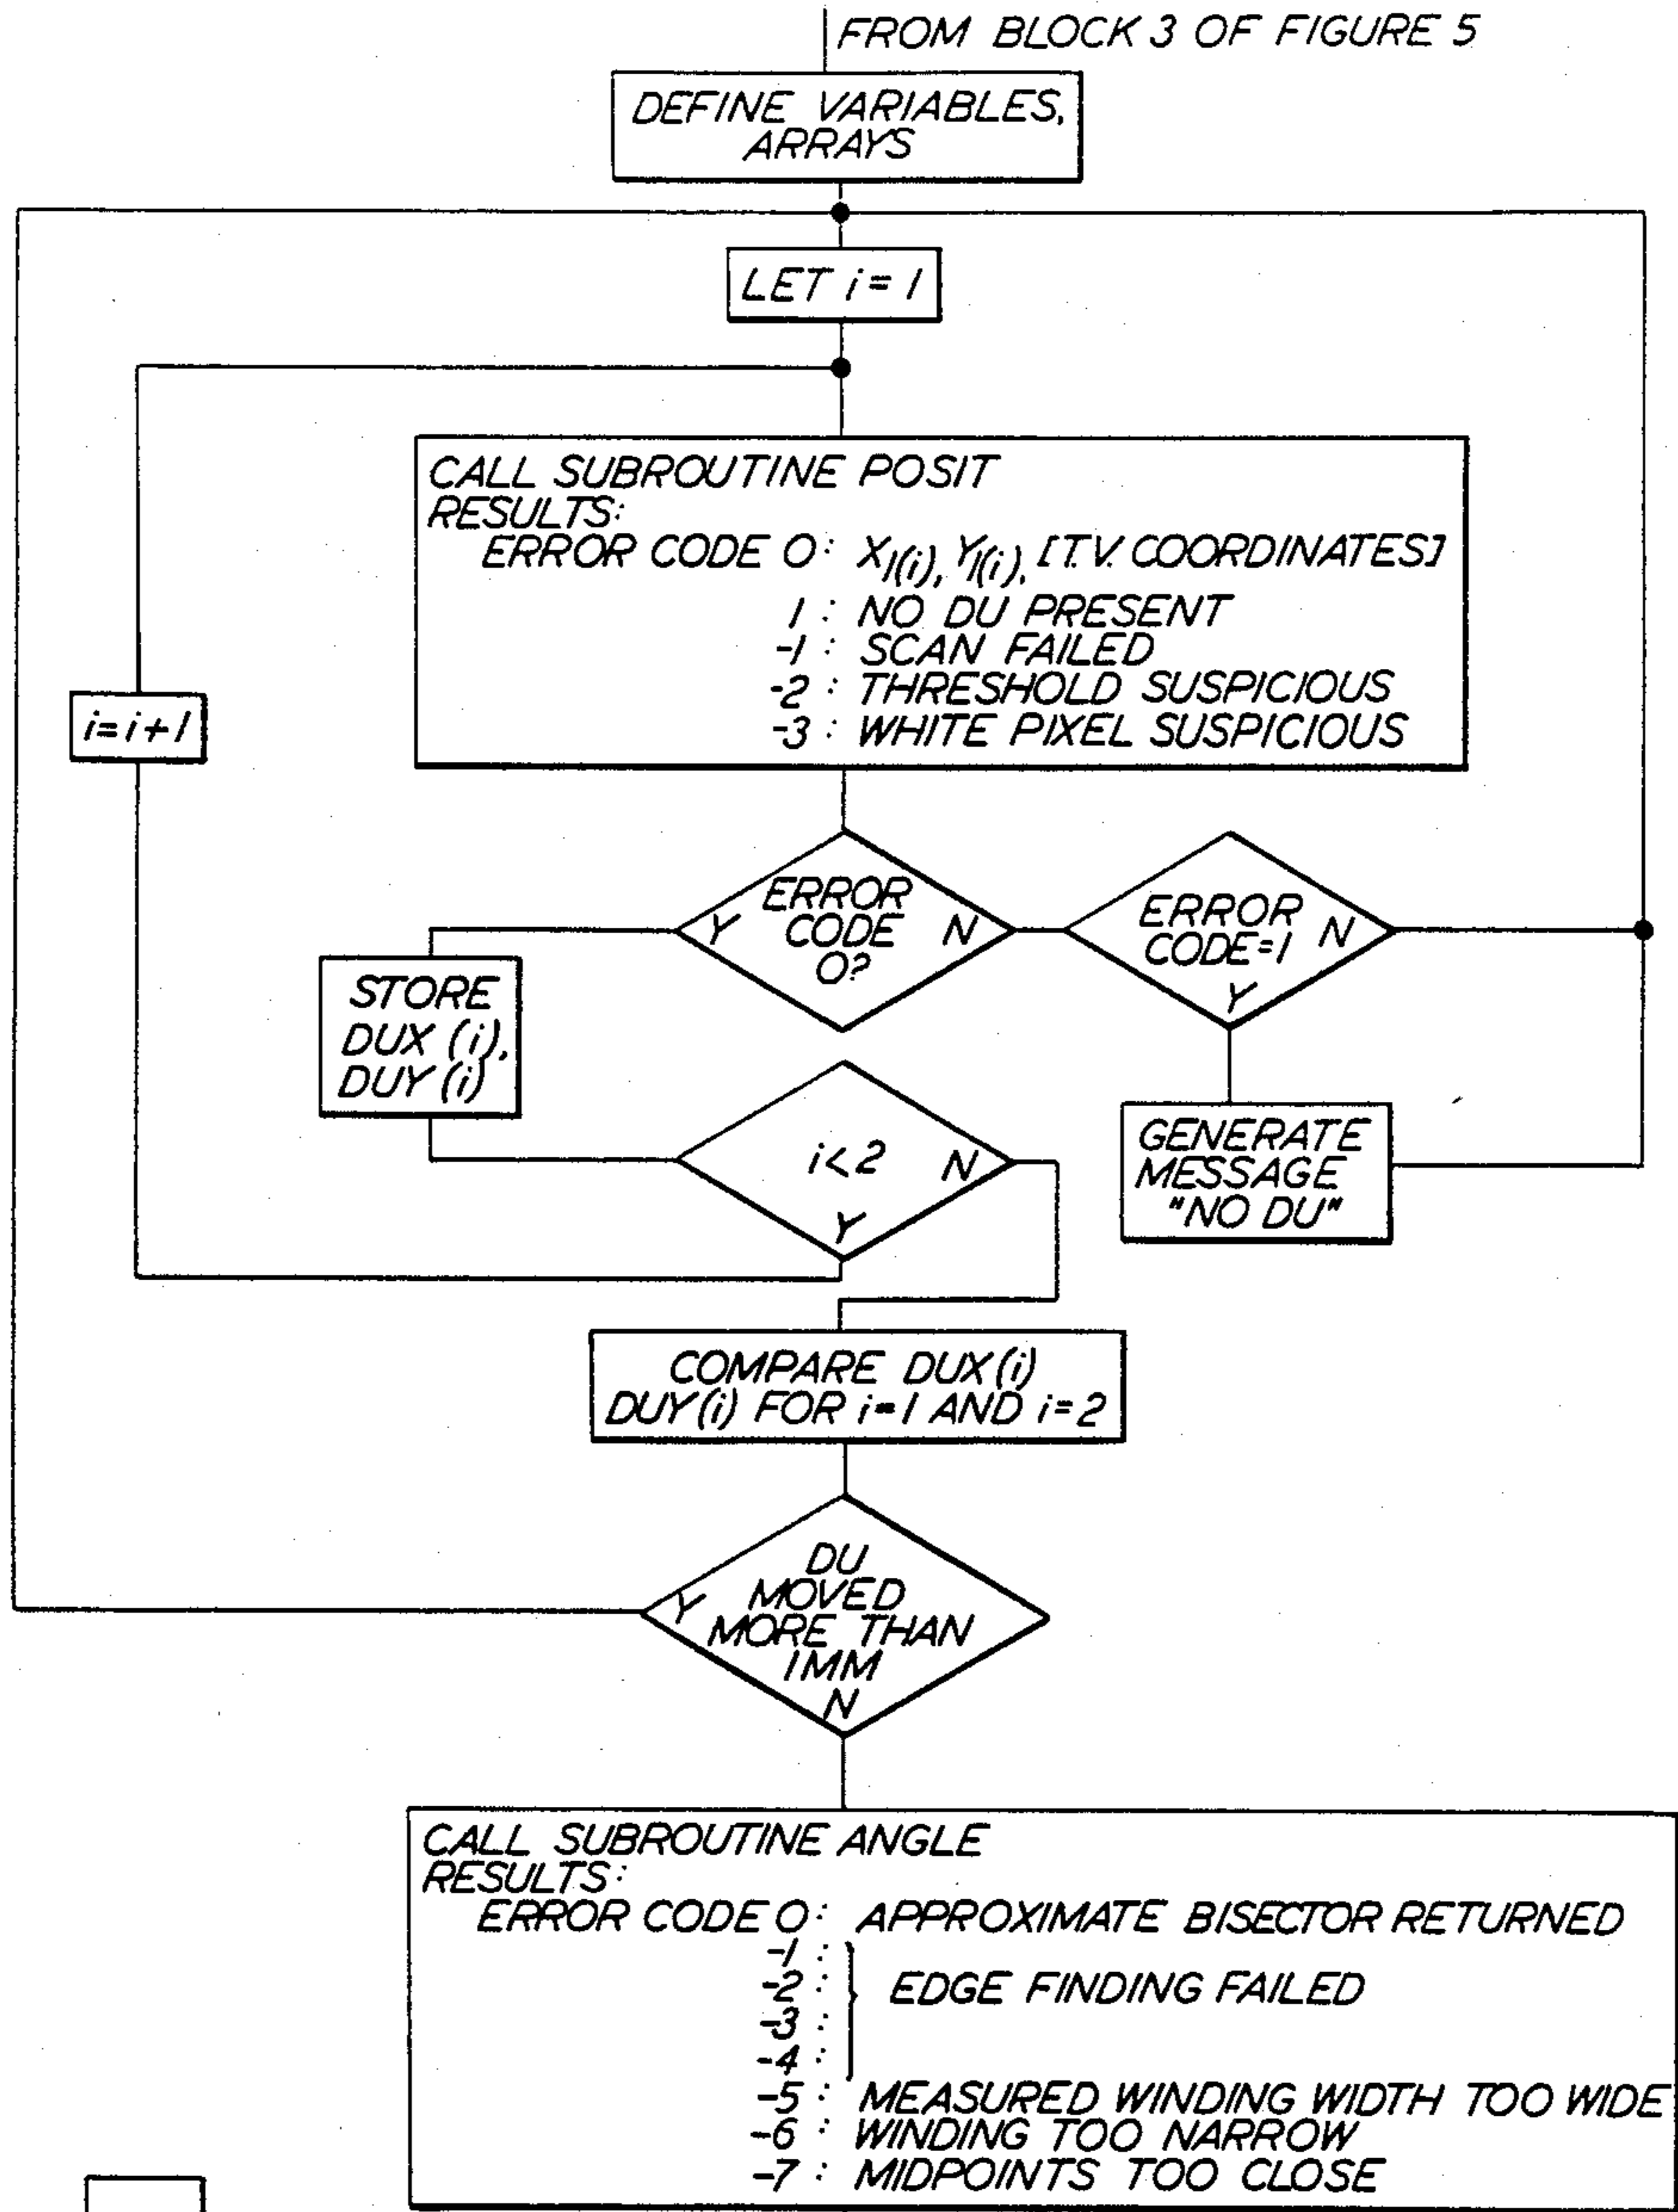 FROM BLOCK 3 OF FIGURE 5
DEFINE VARIABLES,
ARRAYS
LET i = 1
CALL SUBROUTINE POSIT
RESULTS:
ERROR CODE 0: X1(i), Y1(i), [T.V. COORDINATES]
1 : NO DU PRESENT
-1 : SCAN FAILED
-2 : THRESHOLD SUSPICIOUS
-3 : WHITE PIXEL SUSPICIOUS
i=i+1
ERROR
CODE
0?
Y
N
ERROR
CODE=1
N
Y
STORE
DUX (i),
DUY (i)
i<2
N
Y
GENERATE
MESSAGE
"NO DU"
COMPARE DUX(i)
DUY(i) FOR i=1 AND i=2
DU
MOVED
MORE THAN
1MM
Y
N
CALL SUBROUTINE ANGLE
RESULTS:
ERROR CODE 0: APPROXIMATE BISECTOR RETURNED
-1 :
-2 : } EDGE FINDING FAILED
-3 :
-4 :
-5 : MEASURED WINDING WIDTH TOO WIDE
-6 : WINDING TOO NARROW
-7 : MIDPOINTS TOO CLOSE